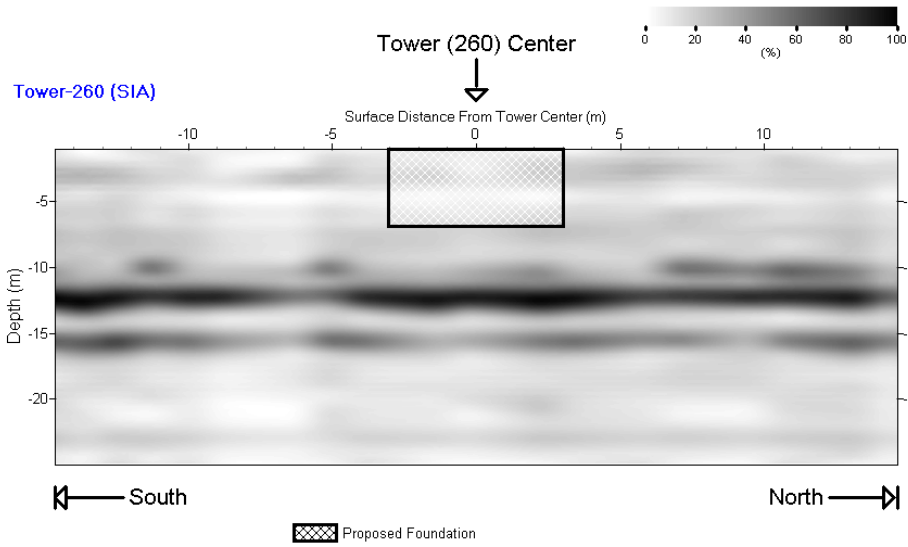 0 20 40 60 80 100
(%)
Tower (260) Center
Tower-260 (SIA)
Surface Distance From Tower Center (m)
-10 -5 0 5 10
-5
-10
-15
-20
Depth (m)
South
North
Proposed Foundation